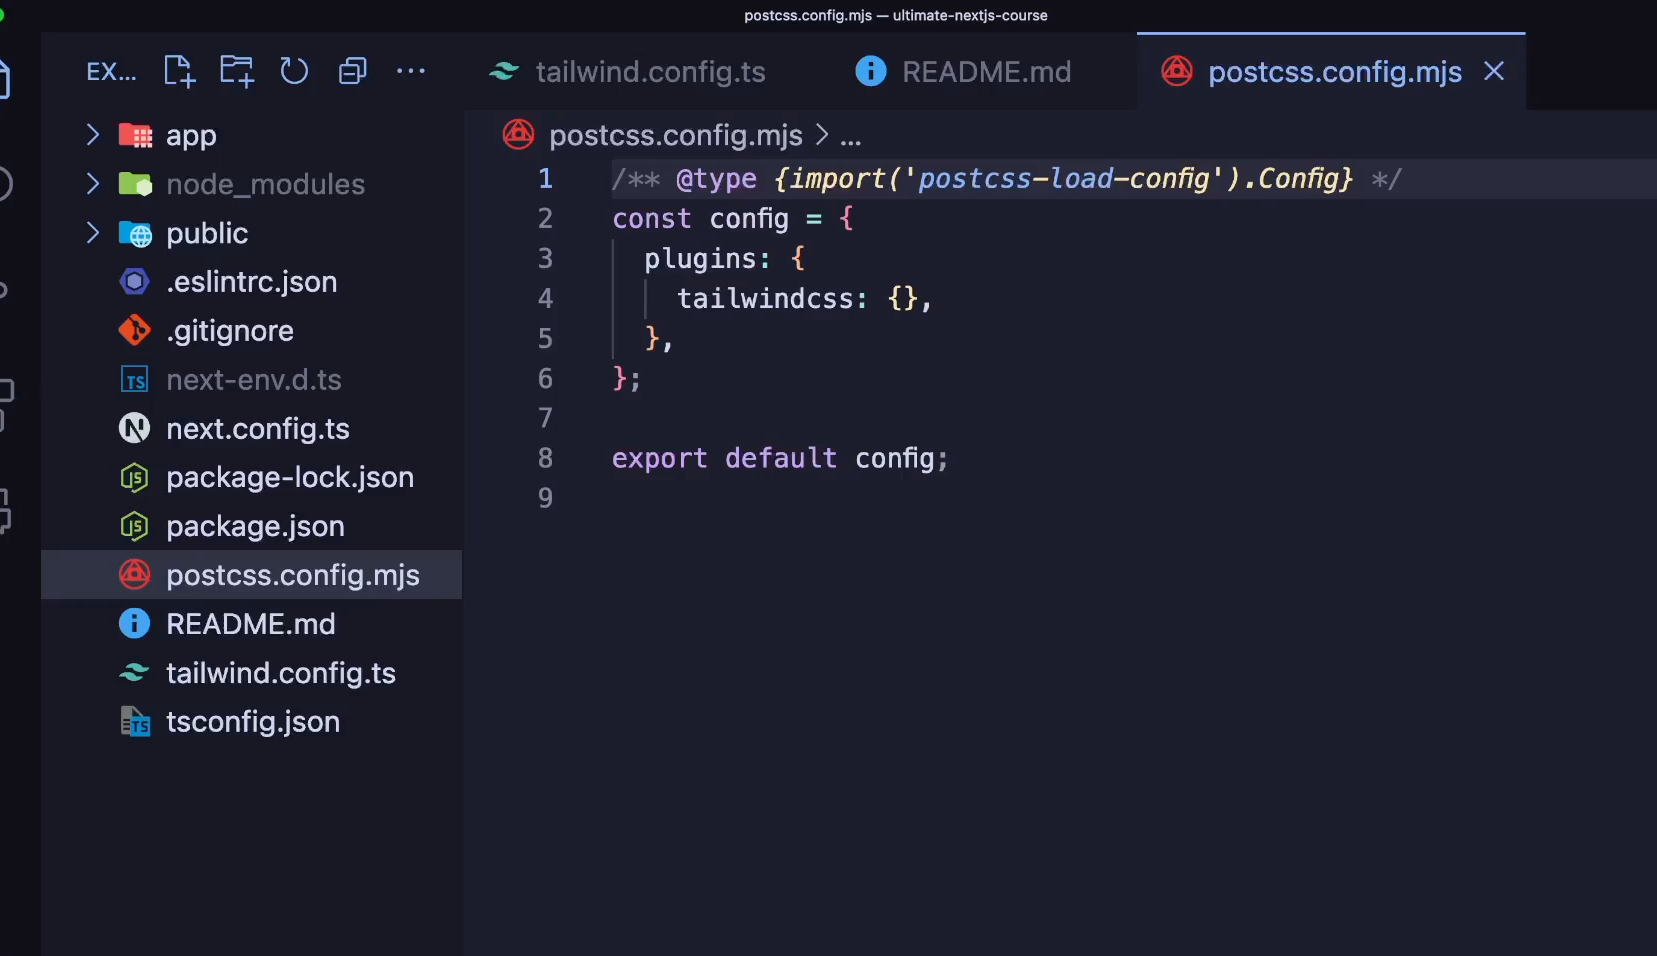 postcss.config.mjs — ultimate-nextjs-course
EX...
tailwind.config.ts
README.md
postcss.config.mjs
app
node_modules
public
.eslintrc.json
.gitignore
next-env.d.ts
next.config.ts
package-lock.json
package.json
postcss.config.mjs
README.md
tailwind.config.ts
tsconfig.json
postcss.config.mjs > ...
1 /** @type {import('postcss-load-config').Config} */
2 const config = {
3   plugins: {
4     tailwindcss: {},
5   },
6 };
7
8 export default config;
9